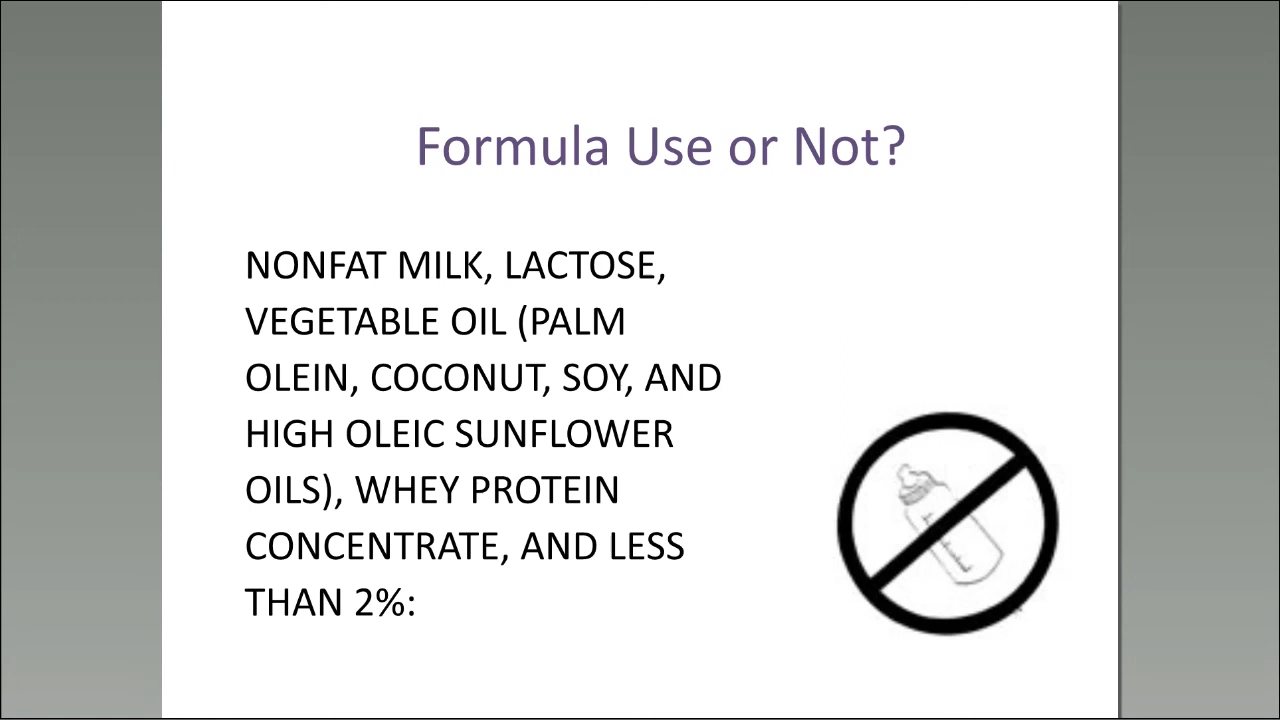 Formula Use or Not?
NONFAT MILK, LACTOSE,
VEGETABLE OIL (PALM
OLEIN, COCONUT, SOY, AND
HIGH OLEIC SUNFLOWER
OILS), WHEY PROTEIN
CONCENTRATE, AND LESS
THAN 2%: